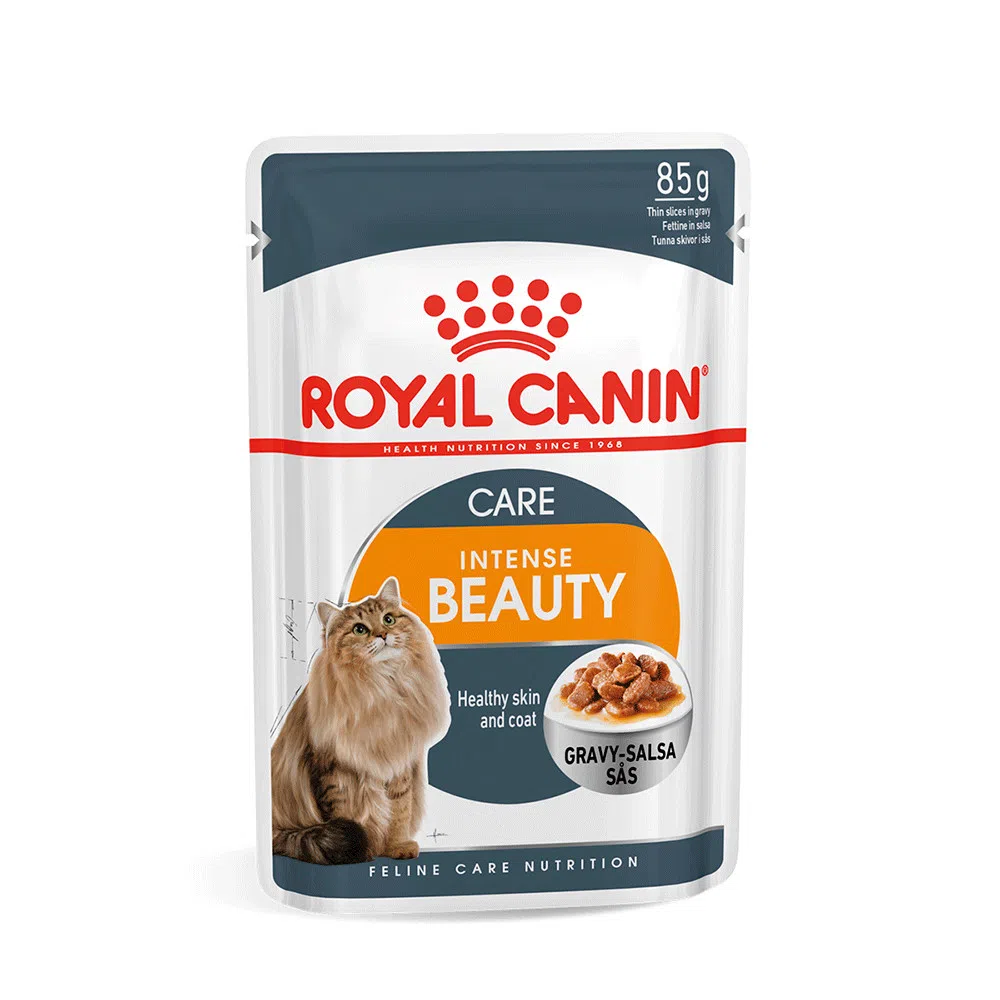 85g
Thin slices in gravy
Fettine in salsa
Tunna skivor i sås
ROYAL CANIN®
HEALTH NUTRITION SINCE 1968
CARE
INTENSE
BEAUTY
Healthy skin
and coat
GRAVY-SALSA
SÅS
FELINE CARE NUTRITION